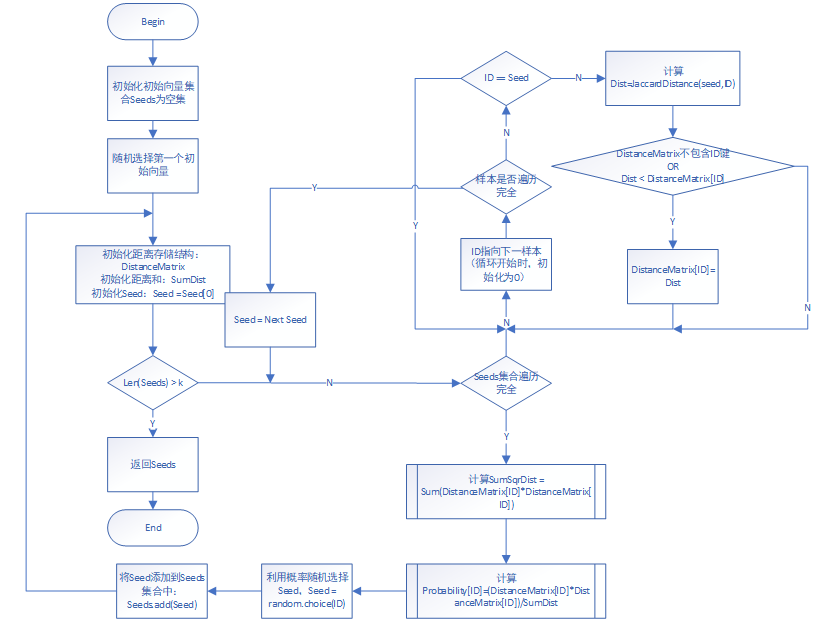 Begin
初始化初始向量集
合Seeds为空集
随机选择第一个初
始向量
初始化距离存储结构：
DistanceMatrix
初始化距离和：SumDist
初始化Seed：Seed =Seed[0]
Seed = Next Seed
Len(Seeds) > k
N
Y
返回Seeds
End
ID == Seed
N
计算
Dist=JaccardDistance(seed,ID)
N
DistanceMatrix不包含ID键
OR
Dist < DistanceMatrix[ID]
Y
样本是否遍历
完全
Y
Y
ID指向下一样本
（循环开始时，初
始化为0）
DistanceMatrix[ID]=
Dist
N
N
Seeds集合遍历
完全
Y
计算SumSqrDist =
Sum(DistanceMatrix[ID]*DistanceMatrix[
ID])
计算
Probability[ID]=(DistanceMatrix[ID]*Dist
anceMatrix[ID])/SumDist
利用概率随机选择
Seed，Seed =
random.choice(ID)
将Seed添加到Seeds
集合中：
Seeds.add(Seed)